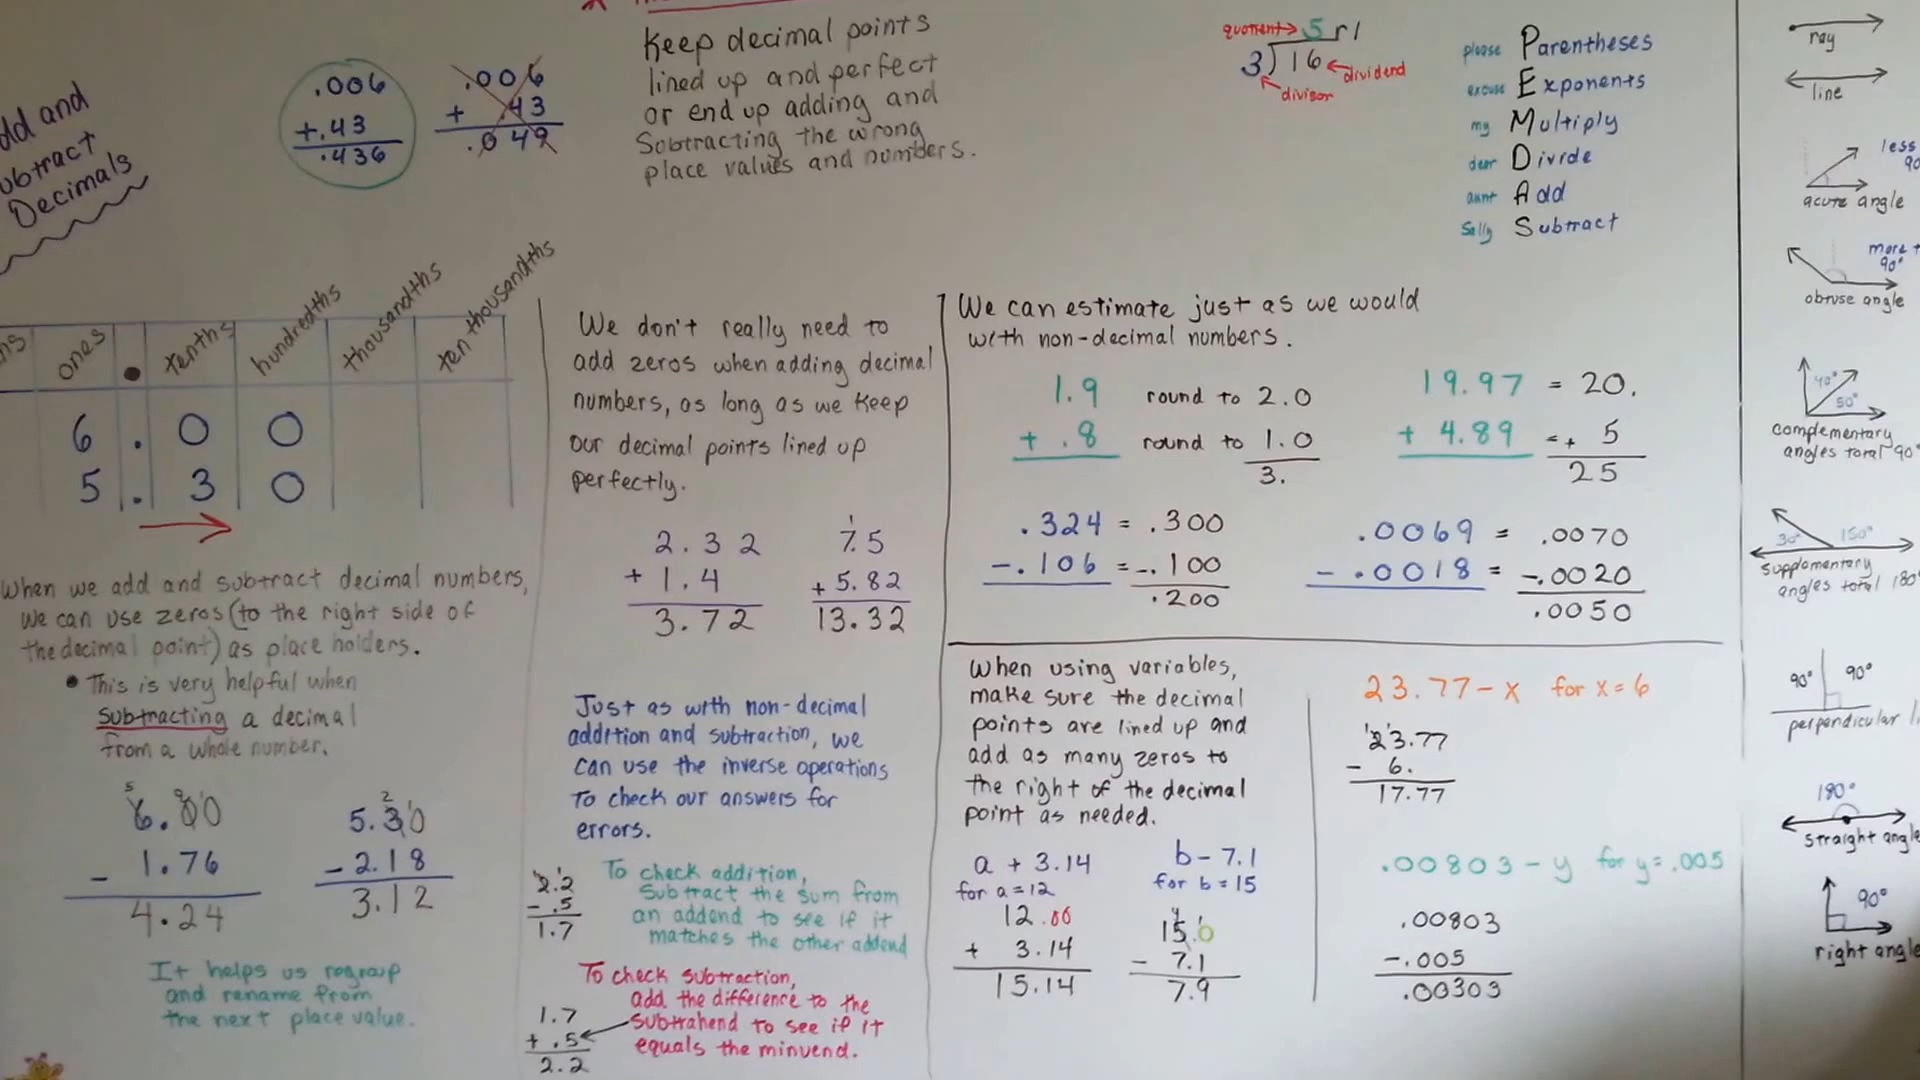 dd and
ubtract
Decimals
.006
+.43
.436
.006
+ .43
.049
Keep decimal points
lined up and perfect
or end up adding and
Subtracting the wrong
place values and numbers.
quotient → 5 r1
3)16 ← dividend
divisor
please Parentheses
excuse Exponents
my Multiply
dear Divide
aunt Add
Sally Subtract
ray
line
less
90°
acute angle
more
90°
obtuse angle
40°
50°
complementary
angles total 90°
30° 150°
supplementary
angles total 180°
90° 90°
perpendicular
180°
straight angle
90°
right angle
ones . tenths hundredths thousandths ten-thousandths
6 . 0 0
5 . 3 0
When we add and subtract decimal numbers,
we can use zeros (to the right side of
the decimal point) as place holders.
• This is very helpful when
subtracting a decimal
from a whole number.
6.00
- 1.76
4.24
5.30
- 2.18
3.12
It helps us regroup
and rename from
the next place value.
We don't really need to
add zeros when adding decimal
numbers, as long as we keep
our decimal points lined up
perfectly.
2.32
+ 1.4
3.72
7.5
+ 5.82
13.32
Just as with non-decimal
addition and subtraction, we
can use the inverse operations
to check our answers for
errors.
2.2
- .5
1.7
To check addition,
subtract the sum from
an addend to see if it
matches the other addend
To check subtraction,
add the difference to the
subtrahend to see if it
equals the minuend.
1.7
+ .5
2.2
We can estimate just as we would
with non-decimal numbers.
1.9 round to 2.0
+ .8 round to 1.0
3.
19.97 = 20.
+ 4.89 = + 5
25
.324 = .300
- .106 = - .100
.200
.0069 = .0070
- .0018 = - .0020
.0050
When using variables,
make sure the decimal
points are lined up and
add as many zeros to
the right of the decimal
point as needed.
a + 3.14
for a = 12
12.00
+ 3.14
15.14
b - 7.1
for b = 15
15.0
- 7.1
7.9
23.77 - x for x = 6
23.77
- 6.
17.77
.00803 - y for y = .005
.00803
- .005
.00303